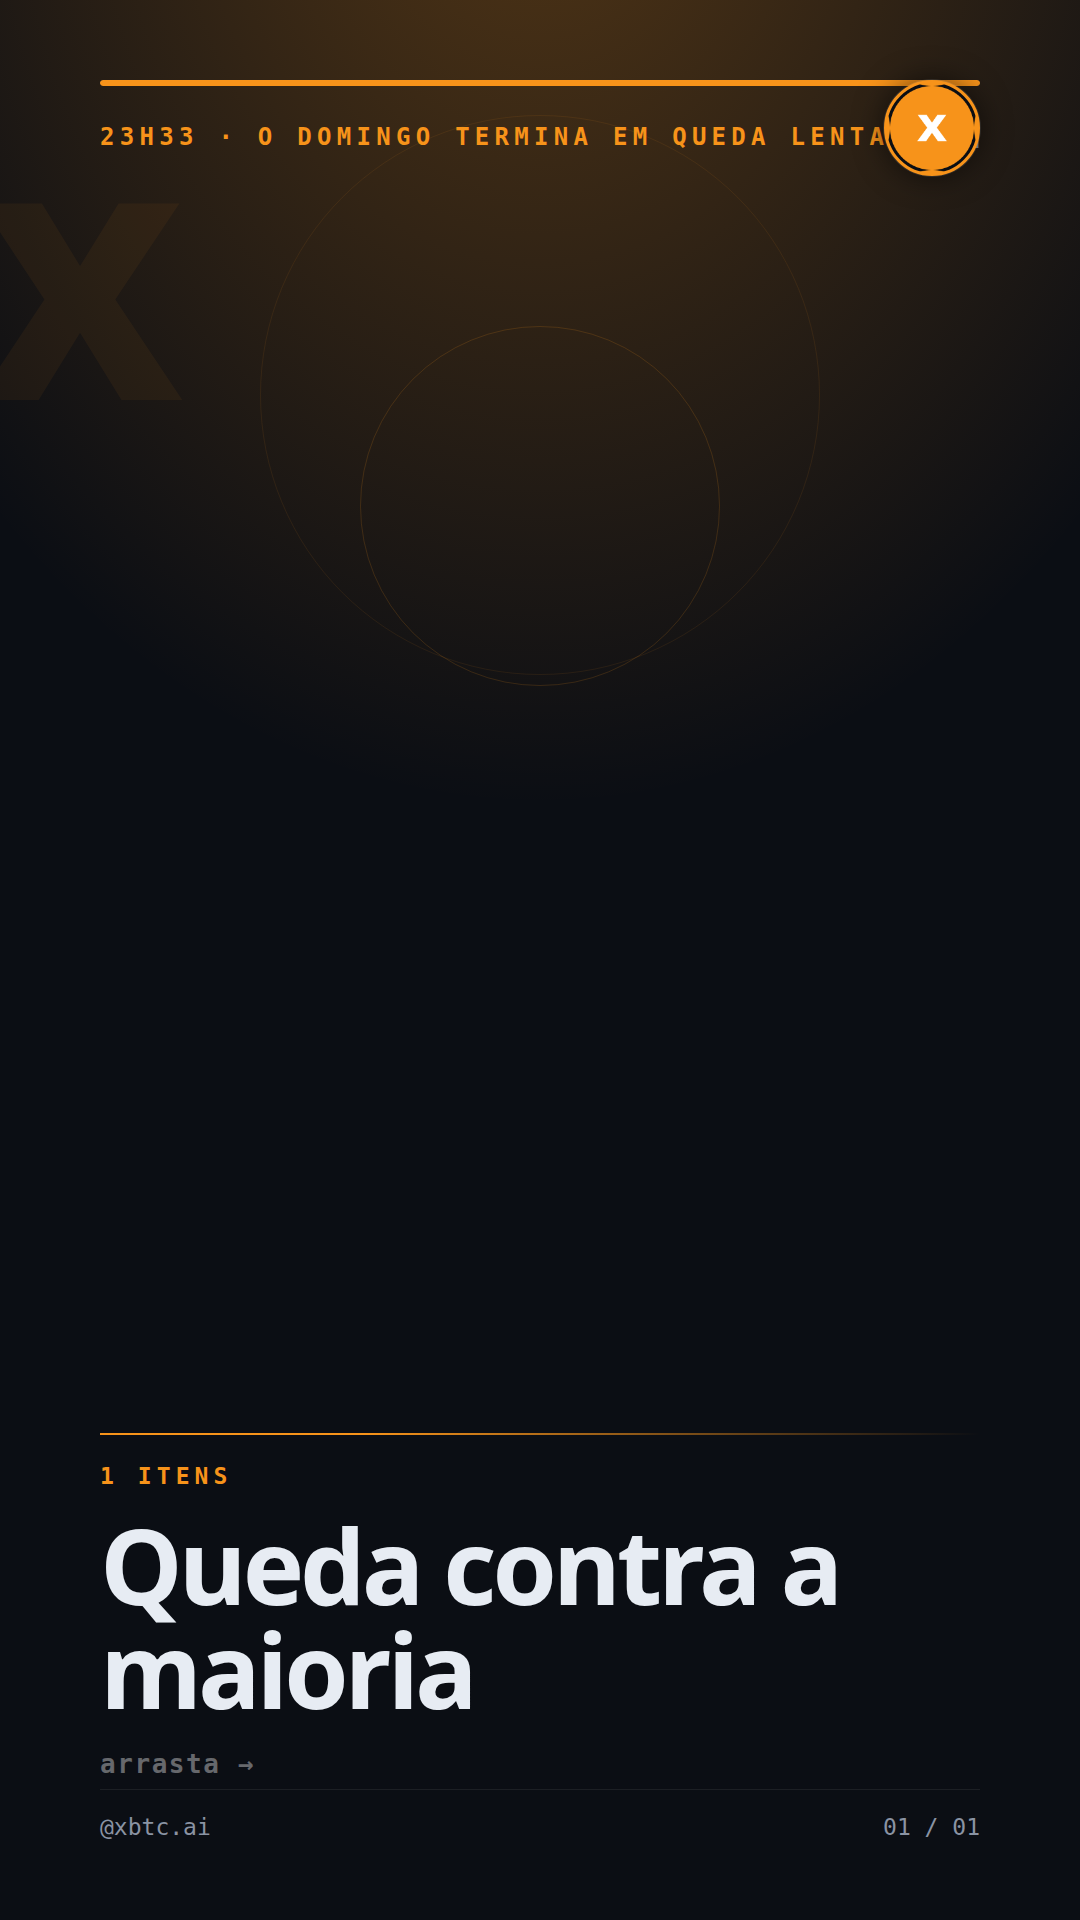 23H33 · O DOMINGO TERMINA EM QUEDA LENTA
X
X
1 ITENS
Queda contra a
maioria
arrasta →
@xbtc.ai
01 / 01